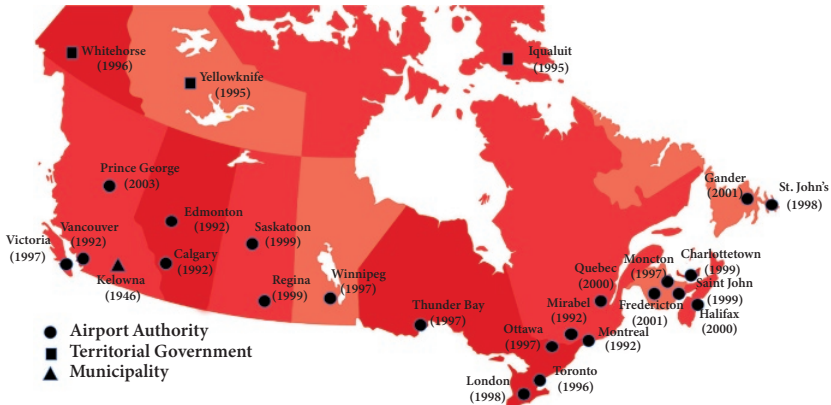 Whitehorse
(1996)
Yellowknife
(1995)
Iqualuit
(1995)
Prince George
(2003)
Edmonton
(1992)
Saskatoon
(1999)
Gander
(2001)
St. John's
(1998)
Victoria
(1997)
Vancouver
(1992)
Kelowna
(1946)
Calgary
(1992)
Regina
(1999)
Winnipeg
(1997)
Thunder Bay
(1997)
Quebec
(2000)
Moncton
(1997)
Charlottetown
(1999)
Saint John
(1999)
Fredericton
(2001)
Halifax
(2000)
Mirabel
(1992)
Ottawa
(1997)
Montreal
(1992)
Toronto
(1996)
London
(1998)
Airport Authority
Territorial Government
Municipality